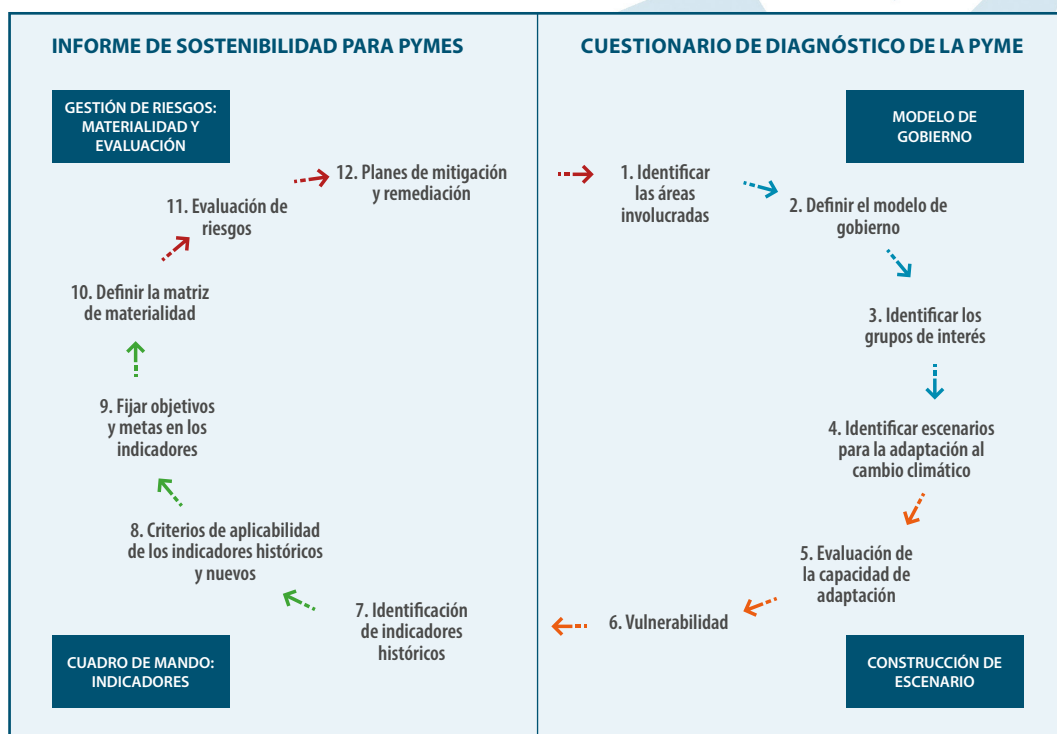 INFORME DE SOSTENIBILIDAD PARA PYMES
GESTIÓN DE RIESGOS:
MATERIALIDAD Y
EVALUACIÓN
12. Planes de mitigación
y remediación
11. Evaluación de
riesgos
10. Definir la matriz
de materialidad
9. Fijar objetivos
y metas en los
indicadores
8. Criterios de aplicabilidad
de los indicadores históricos
y nuevos
7. Identificación
de indicadores
históricos
CUADRO DE MANDO:
INDICADORES
CUESTIONARIO DE DIAGNÓSTICO DE LA PYME
MODELO DE
GOBIERNO
1. Identificar
las áreas
involucradas
2. Definir el modelo de
gobierno
3. Identificar los
grupos de interés
4. Identificar escenarios
para la adaptación al
cambio climático
5. Evaluación de
la capacidad de
adaptación
6. Vulnerabilidad
CONSTRUCCIÓN DE
ESCENARIO